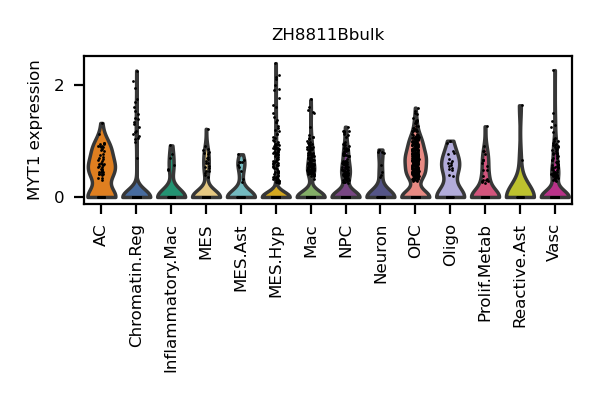 ZH8811Bbulk
MYT1 expression
2
0
AC
Chromatin.Reg
Inflammatory.Mac
MES
MES.Ast
MES.Hyp
Mac
NPC
Neuron
OPC
Oligo
Prolif.Metab
Reactive.Ast
Vasc